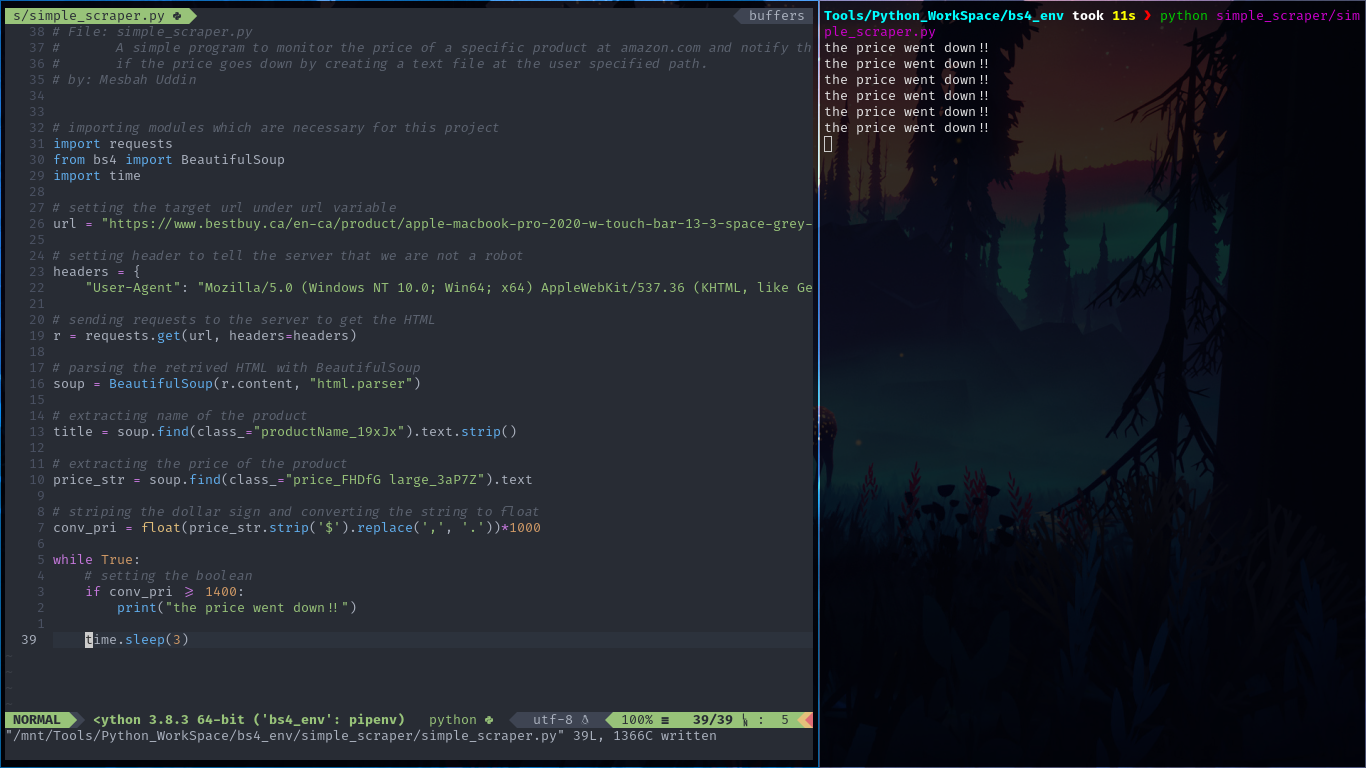 s/simple_scraper.py
buffers
38 # File: simple_scraper.py
37 #       A simple program to monitor the price of a specific product at amazon.com and notify th
36 #       if the price goes down by creating a text file at the user specified path.
35 # by: Mesbah Uddin
34
33
32 # importing modules which are necessary for this project
31 import requests
30 from bs4 import BeautifulSoup
29 import time
28
27 # setting the target url under url variable
26 url = "https://www.bestbuy.ca/en-ca/product/apple-macbook-pro-2020-w-touch-bar-13-3-space-grey-
25
24 # setting header to tell the server that we are not a robot
23 headers = {
22     "User-Agent": "Mozilla/5.0 (Windows NT 10.0; Win64; x64) AppleWebKit/537.36 (KHTML, like Ge
21
20 # sending requests to the server to get the HTML
19 r = requests.get(url, headers=headers)
18
17 # parsing the retrived HTML with BeautifulSoup
16 soup = BeautifulSoup(r.content, "html.parser")
15
14 # extracting name of the product
13 title = soup.find(class_="productName_19xJx").text.strip()
12
11 # extracting the price of the product
10 price_str = soup.find(class_="price_FHDfG large_3aP7Z").text
9
8 # striping the dollar sign and converting the string to float
7 conv_pri = float(price_str.strip('$').replace(',', '.'))*1000
6
5 while True:
4     # setting the boolean
3     if conv_pri ≥ 1400:
2         print("the price went down!!")
1
39     time.sleep(3)
~
~
~
NORMAL <ython 3.8.3 64-bit ('bs4_env': pipenv) python utf-8 100% ≡ 39/39 : 5
"/mnt/Tools/Python_WorkSpace/bs4_env/simple_scraper/simple_scraper.py" 39L, 1366C written
Tools/Python_WorkSpace/bs4_env took 11s ❯ python simple_scraper/sim
ple_scraper.py
the price went down!!
the price went down!!
the price went down!!
the price went down!!
the price went down!!
the price went down!!